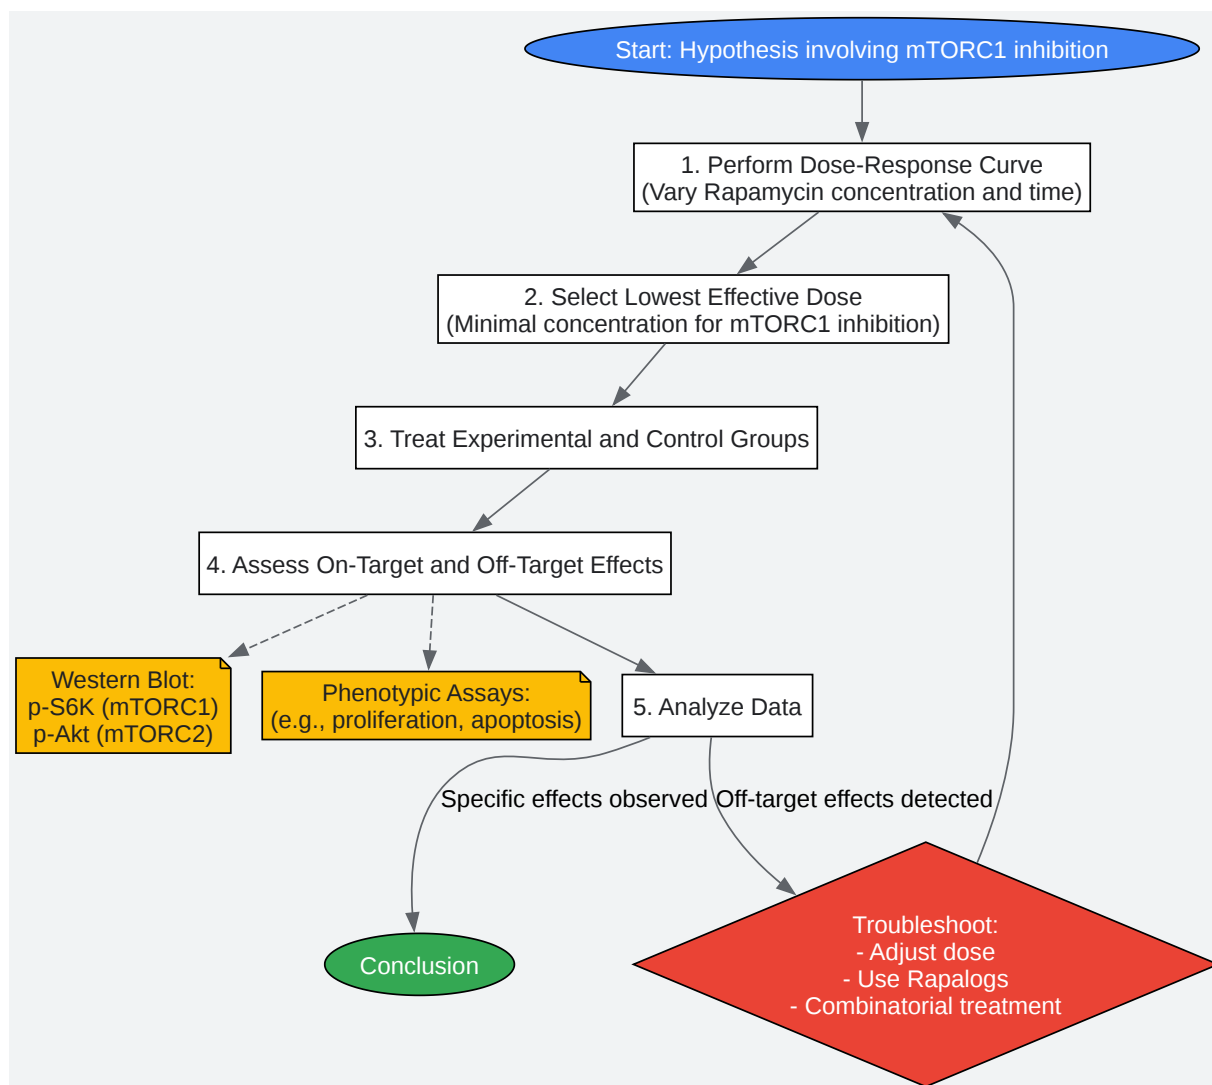 Start: Hypothesis involving mTORC1 inhibition
1. Perform Dose-Response Curve
(Vary Rapamycin concentration and time)
2. Select Lowest Effective Dose
(Minimal concentration for mTORC1 inhibition)
3. Treat Experimental and Control Groups
4. Assess On-Target and Off-Target Effects
Western Blot:
p-S6K (mTORC1)
p-Akt (mTORC2)
Phenotypic Assays:
(e.g., proliferation, apoptosis)
5. Analyze Data
Specific effects observed
Off-target effects detected
Conclusion
Troubleshoot:
- Adjust dose
- Use Rapalogs
- Combinatorial treatment